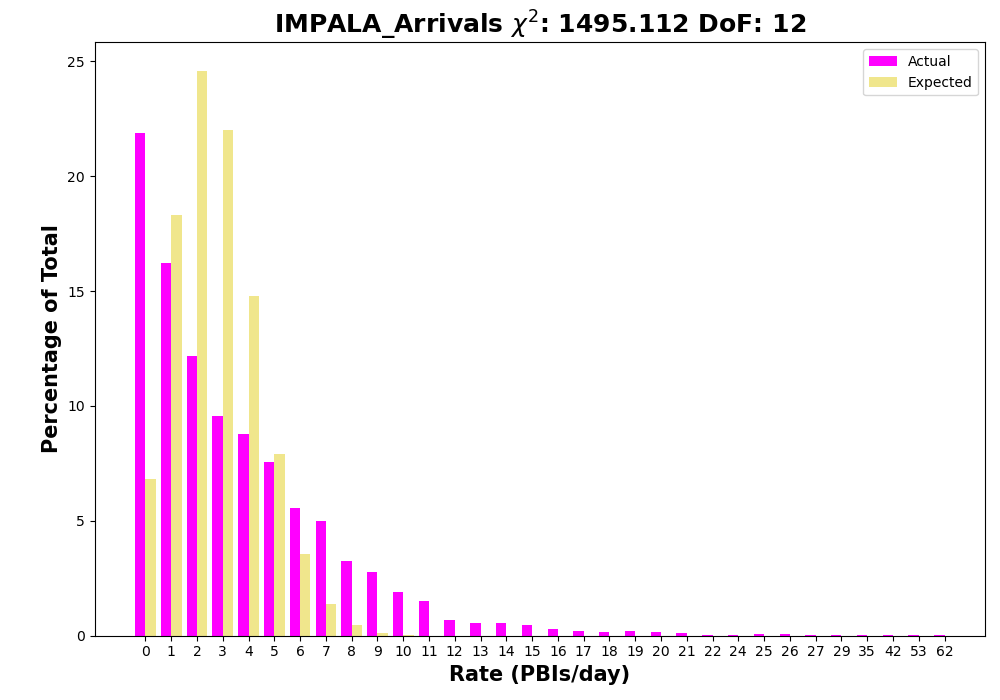 IMPALA_Arrivals χ²: 1495.112 DoF: 12
Actual
Expected
Percentage of Total
25
20
15
10
5
0
0 1 2 3 4 5 6 7 8 9 10 11 12 13 14 15 16 17 18 19 20 21 22 24 25 26 27 29 35 42 53 62
Rate (PBIs/day)